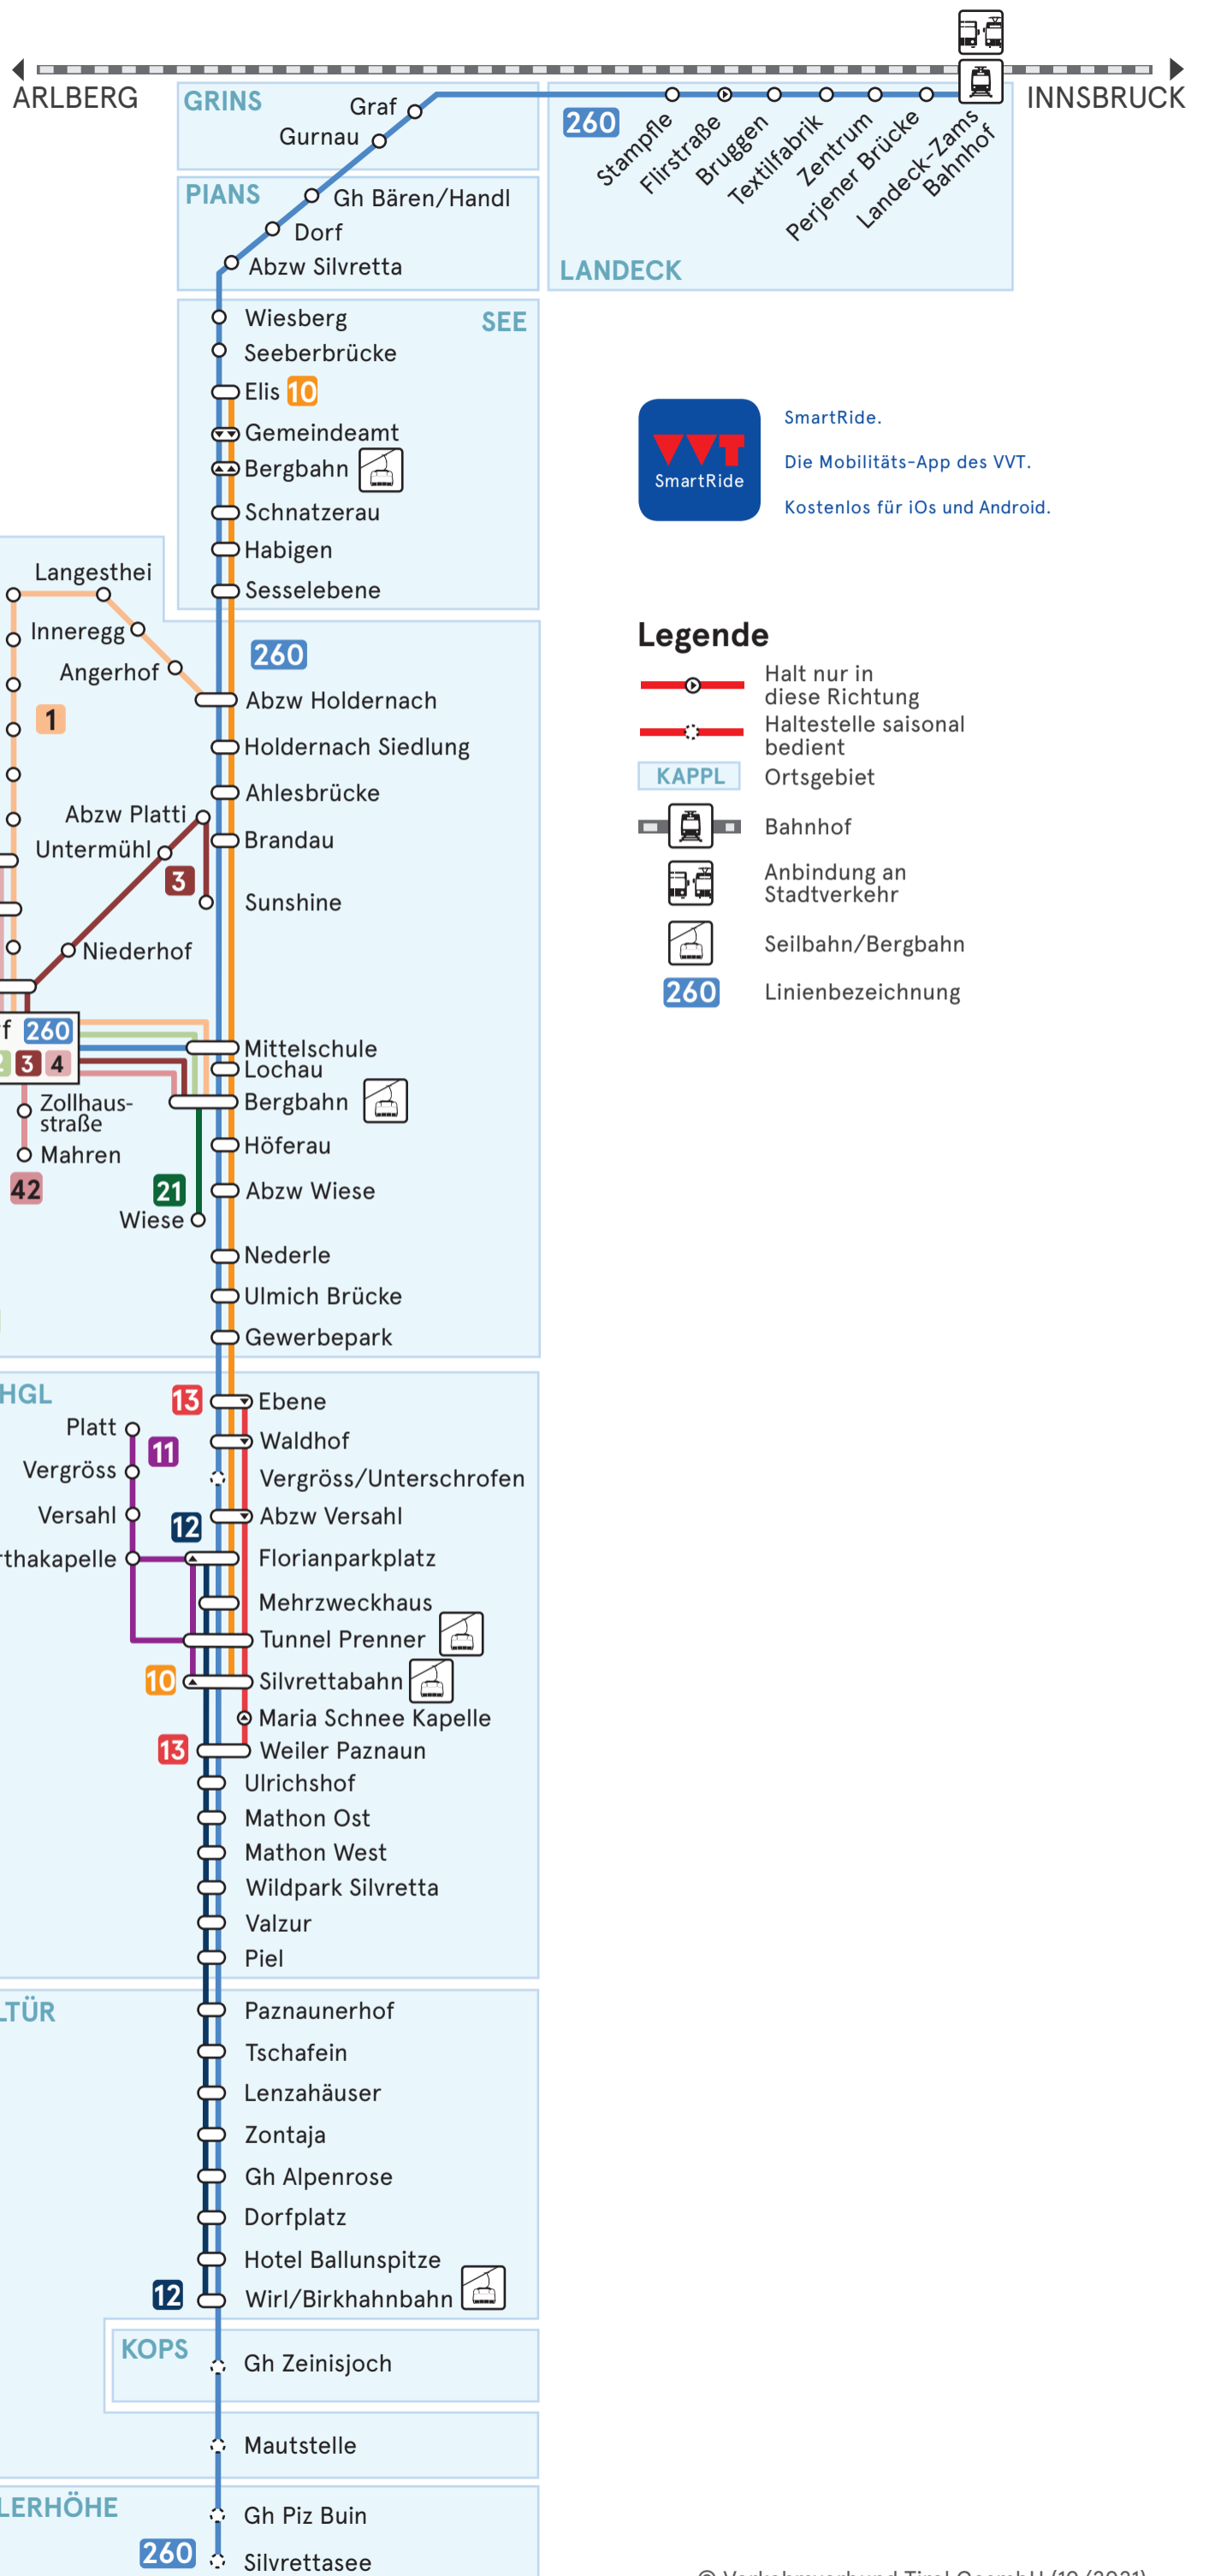 ARLBERG
INNSBRUCK
GRINS
Graf
Gurnau
260
Stampfle
Flirstraße
Bruggen
Textilfabrik
Zentrum
Perjener Brücke
Landeck-Zams
Bahnhof
LANDECK
PIANS
Gh Bären/Handl
Dorf
Abzw Silvretta
SEE
Wiesberg
Seeberbrücke
Elis 10
Gemeindeamt
Bergbahn
Schnatzerau
Habigen
Sesselebene
VVT
SmartRide
SmartRide.
Die Mobilitäts-App des VVT.
Kostenlos für iOs und Android.
Legende
Halt nur in
diese Richtung
Haltestelle saisonal
bedient
KAPPL Ortsgebiet
Bahnhof
Anbindung an
Stadtverkehr
Seilbahn/Bergbahn
260 Linienbezeichnung
Langesthei
Inneregg
Angerhof
1
260
Abzw Holdernach
Holdernach Siedlung
Ahlesbrücke
Abzw Platti
Untermühl
Brandau
3
Sunshine
Niederhof
f 260
2 3 4
Mittelschule
Lochau
Bergbahn
Zollhaus-
straße
Mahren
42
Höferau
21
Abzw Wiese
Wiese
Nederle
Ulmich Brücke
Gewerbepark
HGL
13 Ebene
Platt
11
Waldhof
Vergröss
Vergröss/Unterschrofen
Versahl
12
Abzw Versahl
rthakapelle
Florianparkplatz
Mehrzweckhaus
Tunnel Prenner
10 Silvrettabahn
Maria Schnee Kapelle
13 Weiler Paznaun
Ulrichshof
Mathon Ost
Mathon West
Wildpark Silvretta
Valzur
Piel
LTÜR
Paznaunerhof
Tschafein
Lenzahäuser
Zontaja
Gh Alpenrose
Dorfplatz
Hotel Ballunspitze
12 Wirl/Birkhahnbahn
KOPS
Gh Zeinisjoch
Mautstelle
LERHÖHE
Gh Piz Buin
260 Silvrettasee